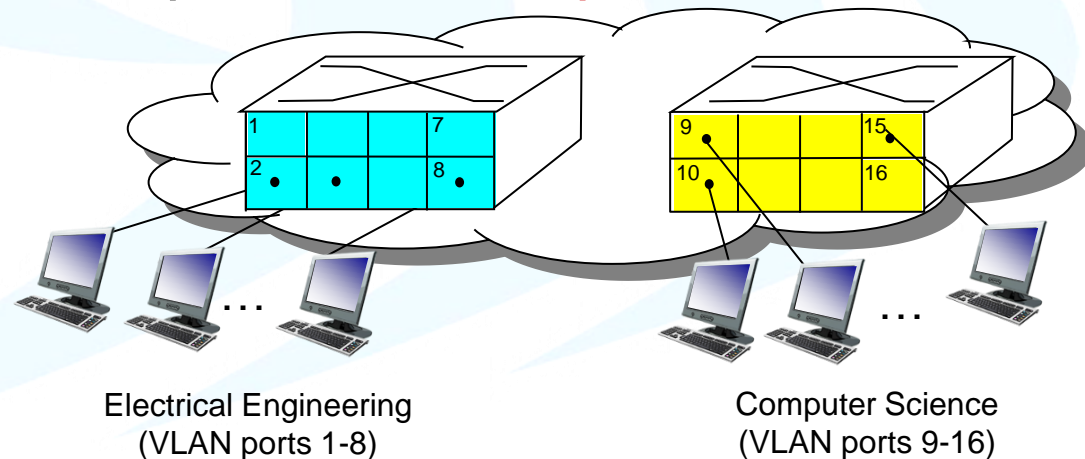 1 7
2 8
9 15
10 16
...
...
Electrical Engineering
(VLAN ports 1-8)
Computer Science
(VLAN ports 9-16)